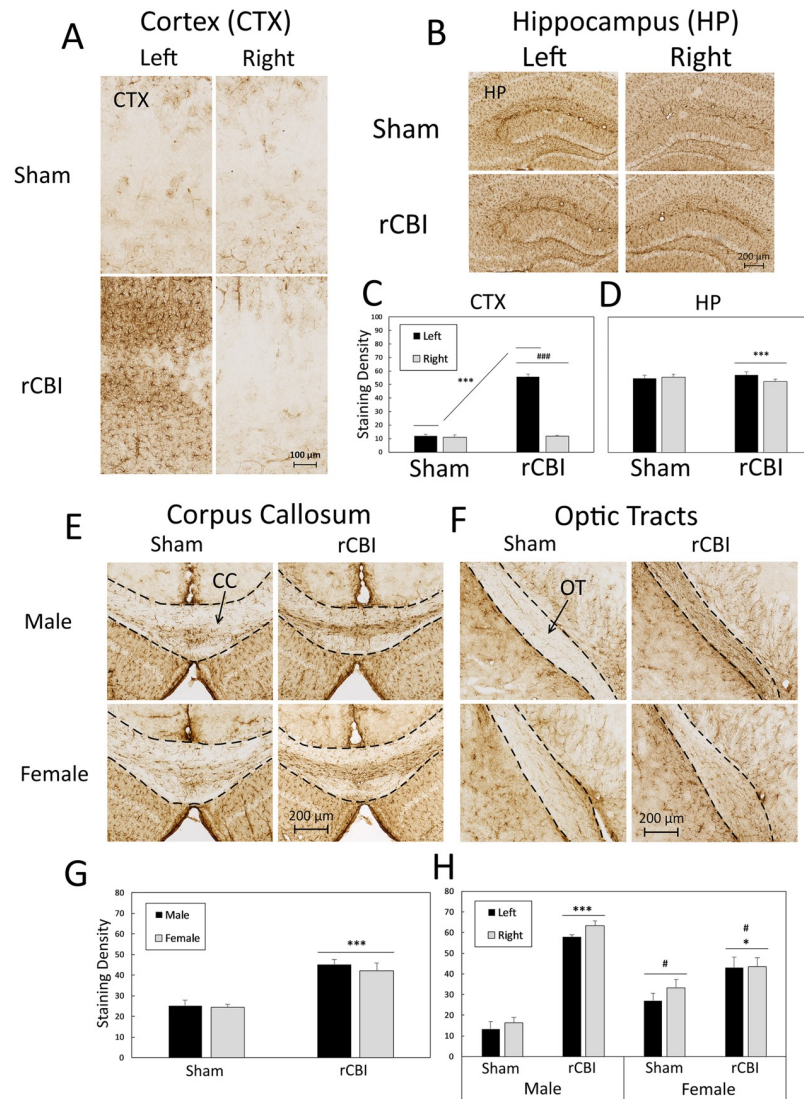 A
Cortex (CTX)
Left
Right
CTX
Sham
rCBI
100 µm
B
Hippocampus (HP)
Left
Right
HP
Sham
rCBI
200 µm
C
CTX
Staining Density
100
90
80
70
60
50
40
30
20
10
0
Left
Right
***
###
Sham
rCBI
D
HP
***
Sham
rCBI
E
Corpus Callosum
Sham
rCBI
CC
Male
Female
200 µm
F
Optic Tracts
Sham
rCBI
OT
200 µm
G
Staining Density
80
70
60
50
40
30
20
10
0
Male
Female
***
Sham
rCBI
H
80
70
60
50
40
30
20
10
0
Left
Right
***
#
#
*
Sham
rCBI
Sham
rCBI
Male
Female